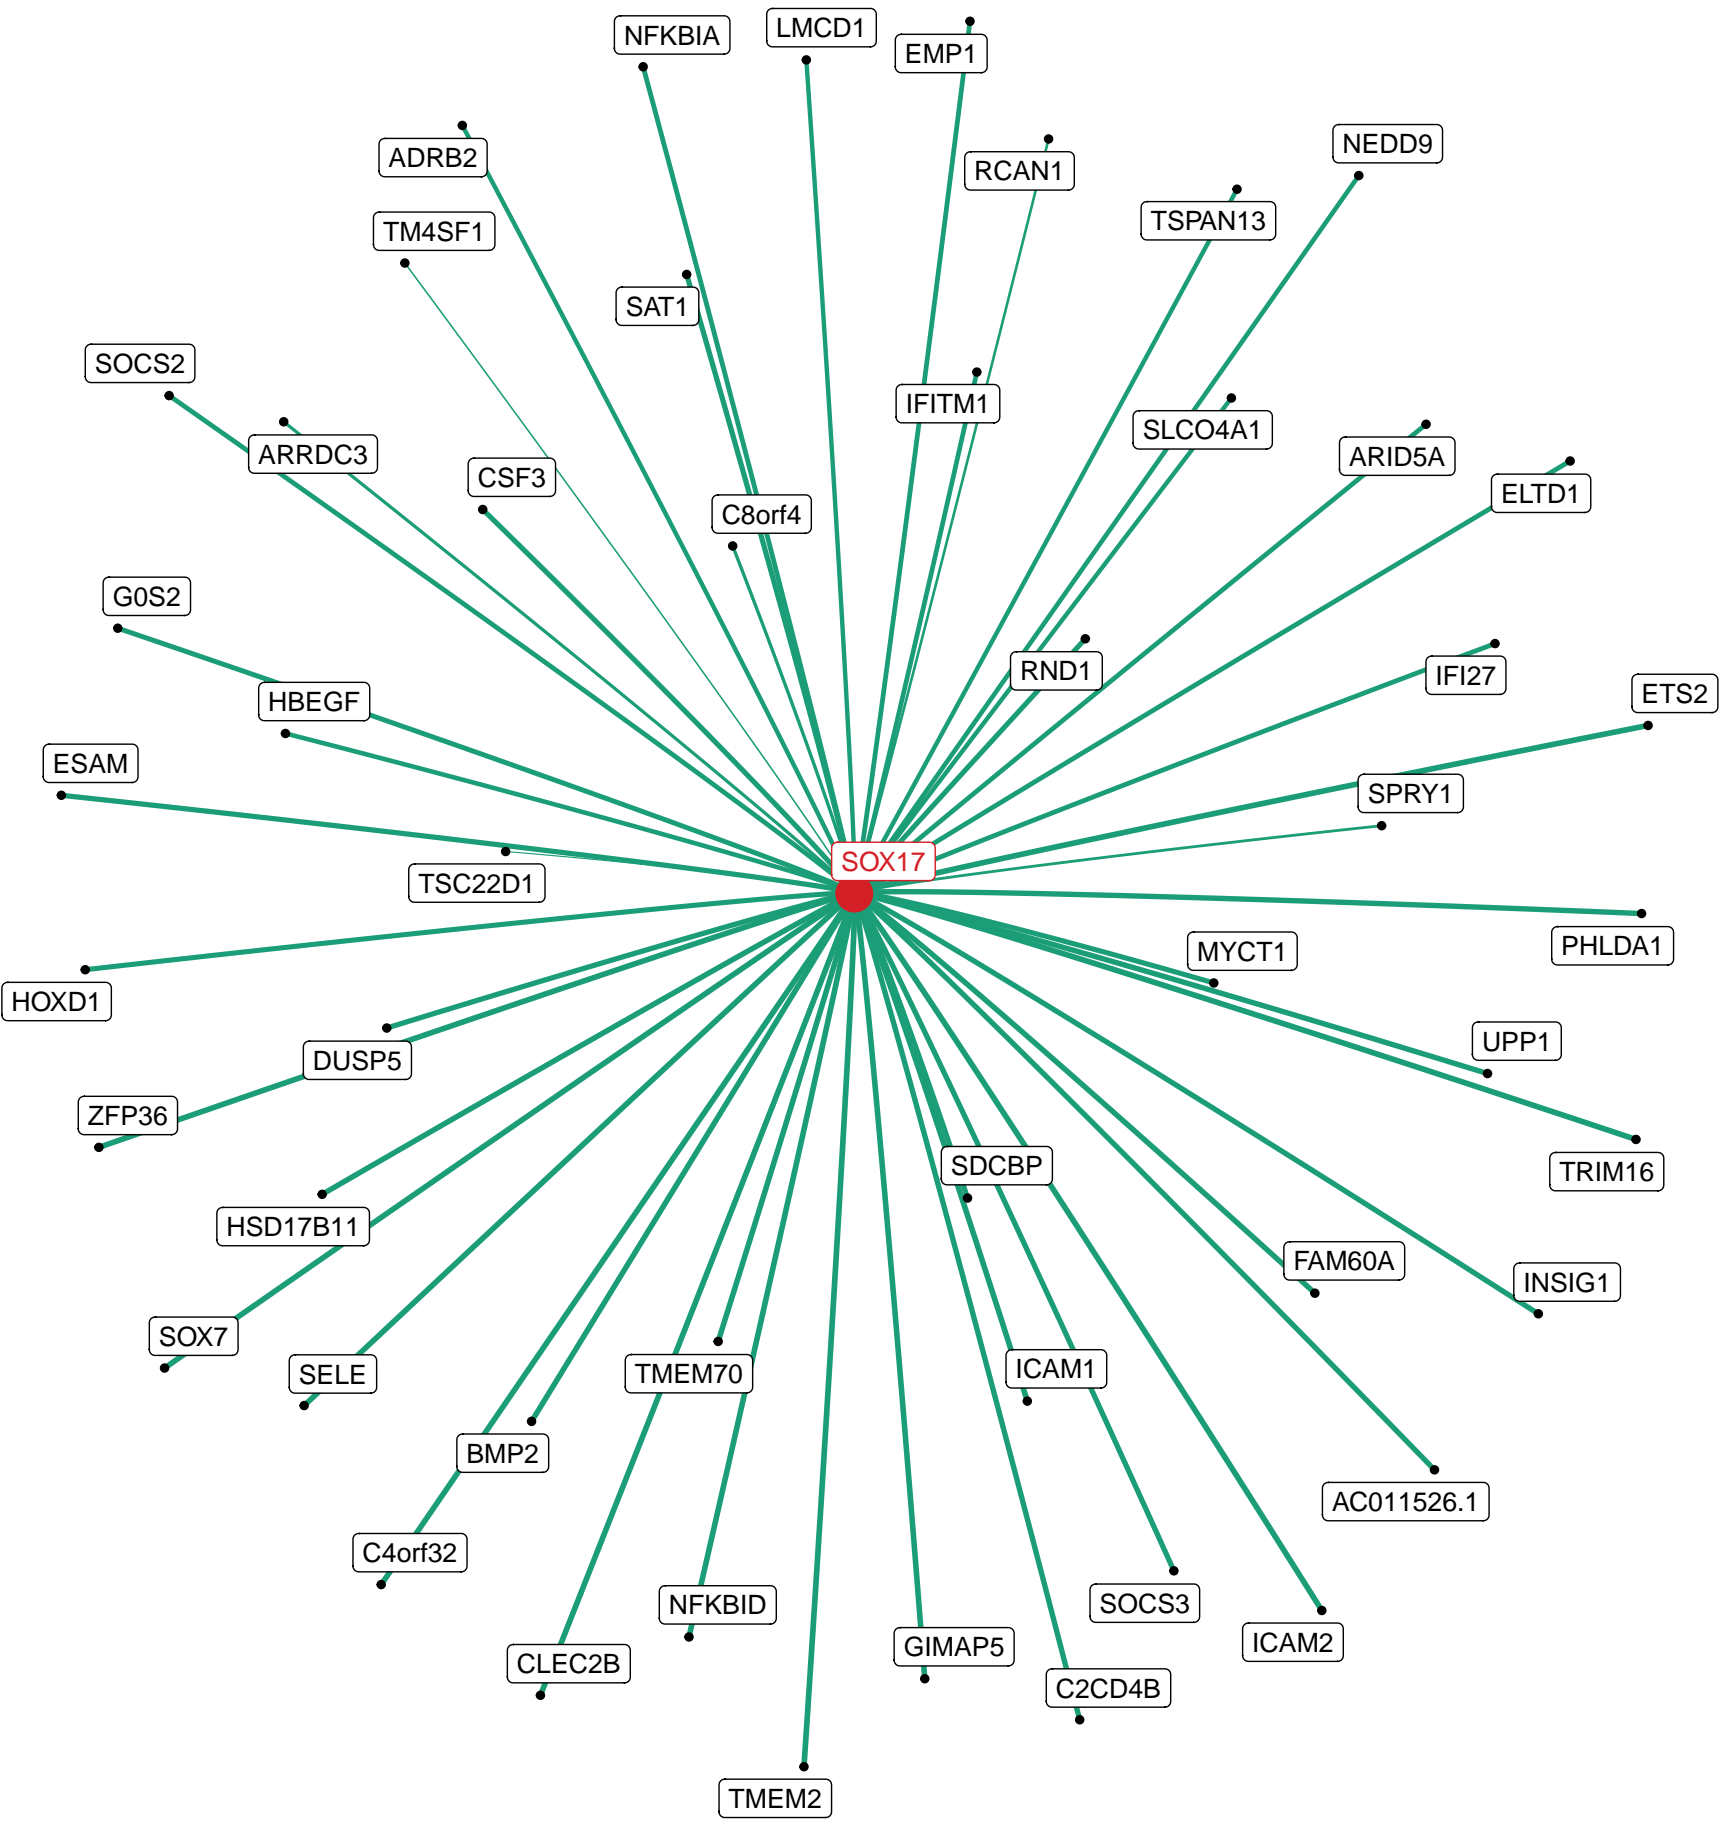 LMCD1
NFKBIA
EMP1
NEDD9
ADRB2
RCAN1
TSPAN13
TM4SF1
SAT1
SOCS2
IFITM1
SLCO4A1
ARRDC3
ARID5A
CSF3
ELTD1
C8orf4
G0S2
RND1
IFI27
ETS2
HBEGF
ESAM
SPRY1
SOX17
TSC22D1
PHLDA1
MYCT1
HOXD1
UPP1
DUSP5
ZFP36
SDCBP
TRIM16
HSD17B11
FAM60A
INSIG1
SOX7
ICAM1
SELE
TMEM70
BMP2
AC011526.1
C4orf32
SOCS3
NFKBID
ICAM2
GIMAP5
CLEC2B
C2CD4B
TMEM2